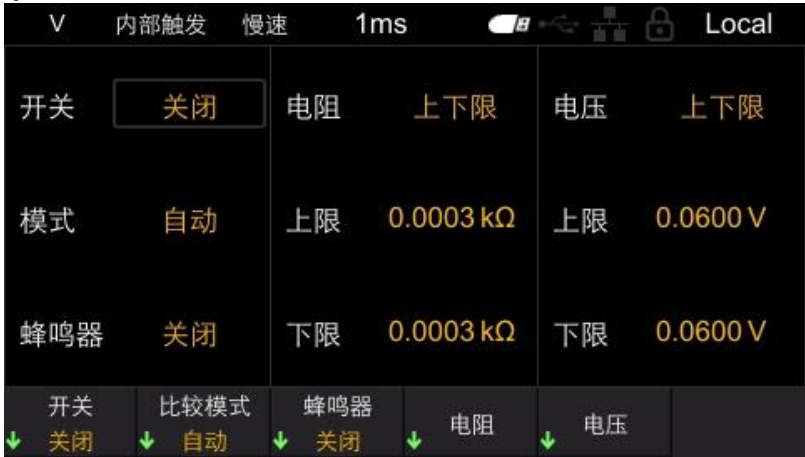 V 内部触发 慢速 1ms Local
开关 关闭 电阻 上下限 电压 上下限
模式 自动 上限 0.0003 kΩ 上限 0.0600 V
蜂鸣器 关闭 下限 0.0003 kΩ 下限 0.0600 V
开关 比较模式 蜂鸣器 电阻 电压
关闭 自动 关闭